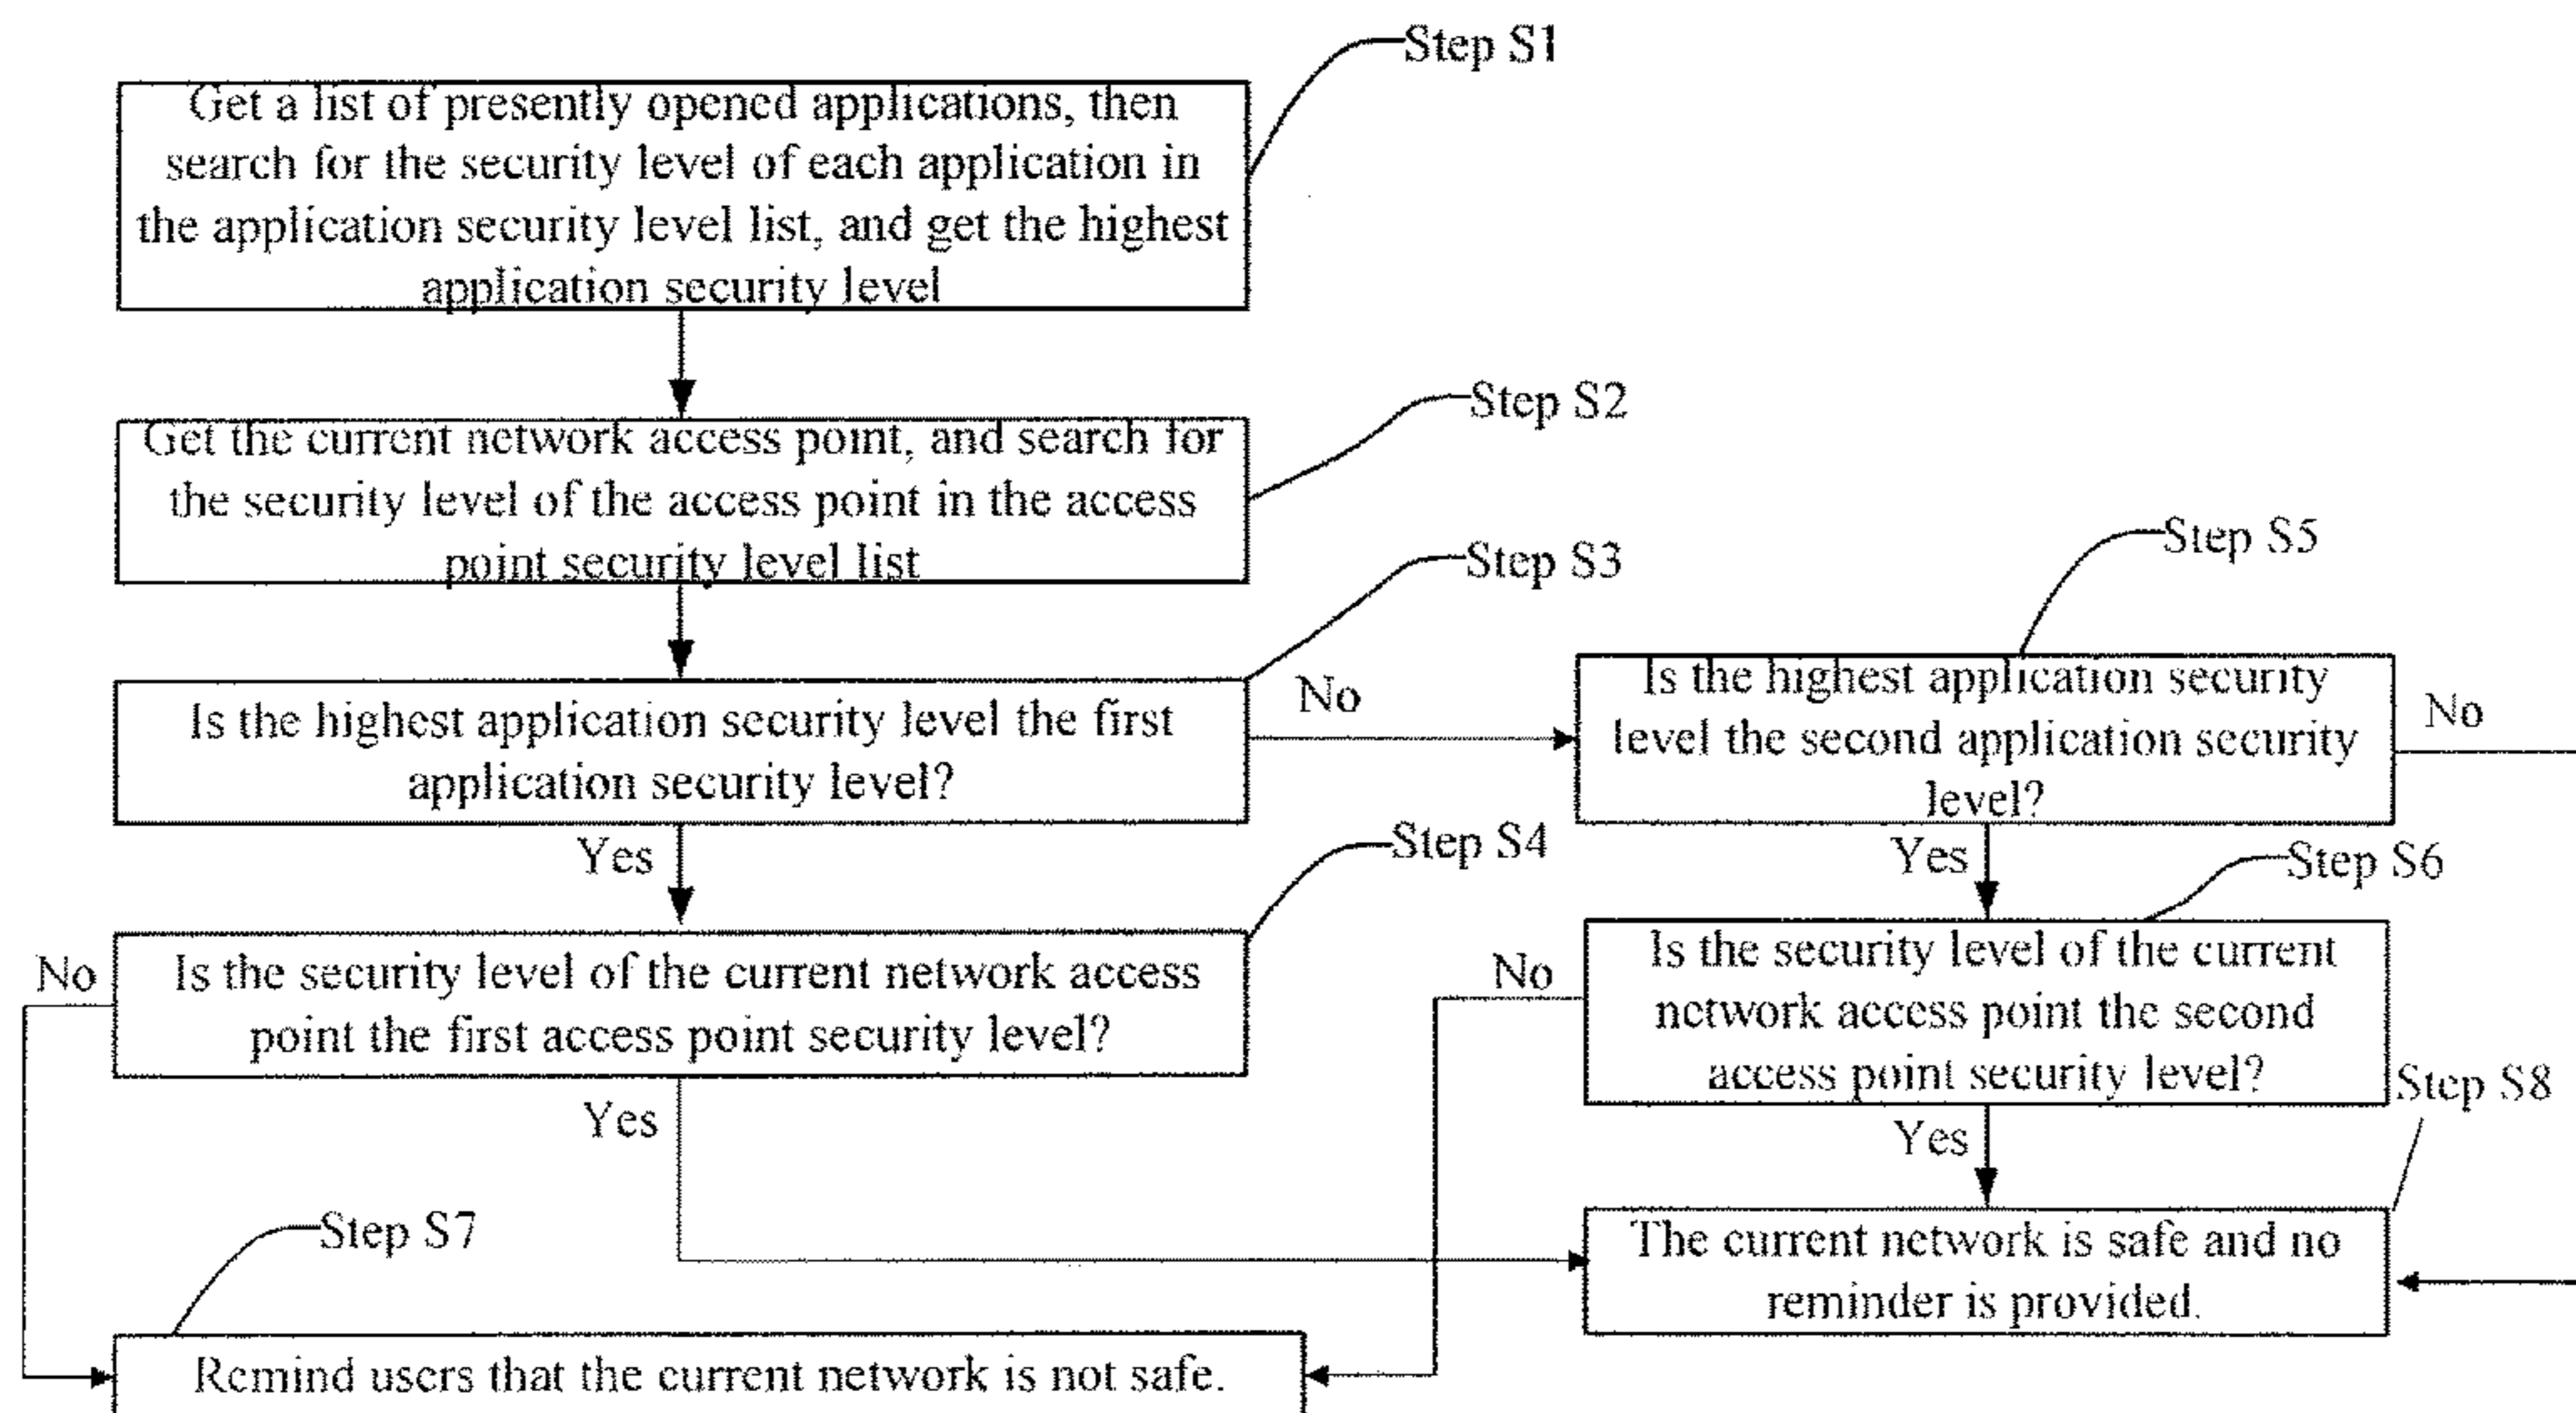 Step S1
Get a list of presently opened applications, then
search for the security level of each application in
the application security level list, and get the highest
application security level
Step S2
Get the current network access point, and search for
the security level of the access point in the access
point security level list
Step S3
Is the highest application security level the first
application security level?
No
Step S5
Is the highest application security
level the second application security
level?
No
Yes
Step S4
Yes
Step S6
No
Is the security level of the current network access
point the first access point security level?
No
Is the security level of the current
network access point the second
access point security level?
Yes
Yes
Step S8
Step S7
The current network is safe and no
reminder is provided.
Remind users that the current network is not safe.